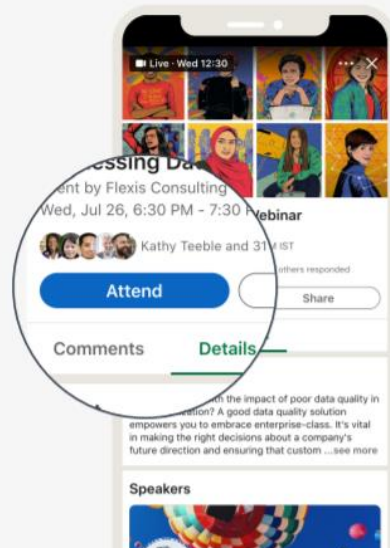 Live · Wed 12:30
essing Da
ent by Flexis Consulting
Wed, Jul 26, 6:30 PM - 7:30
Webinar
Kathy Teeble and 31
IST
others responded
Attend
Share
Comments
Details
the impact of poor data quality in
? A good data quality solution
empowers you to embrace enterprise-class. It's vital
in making the right decisions about a company's
future direction and ensuring that custom ...see more
Speakers